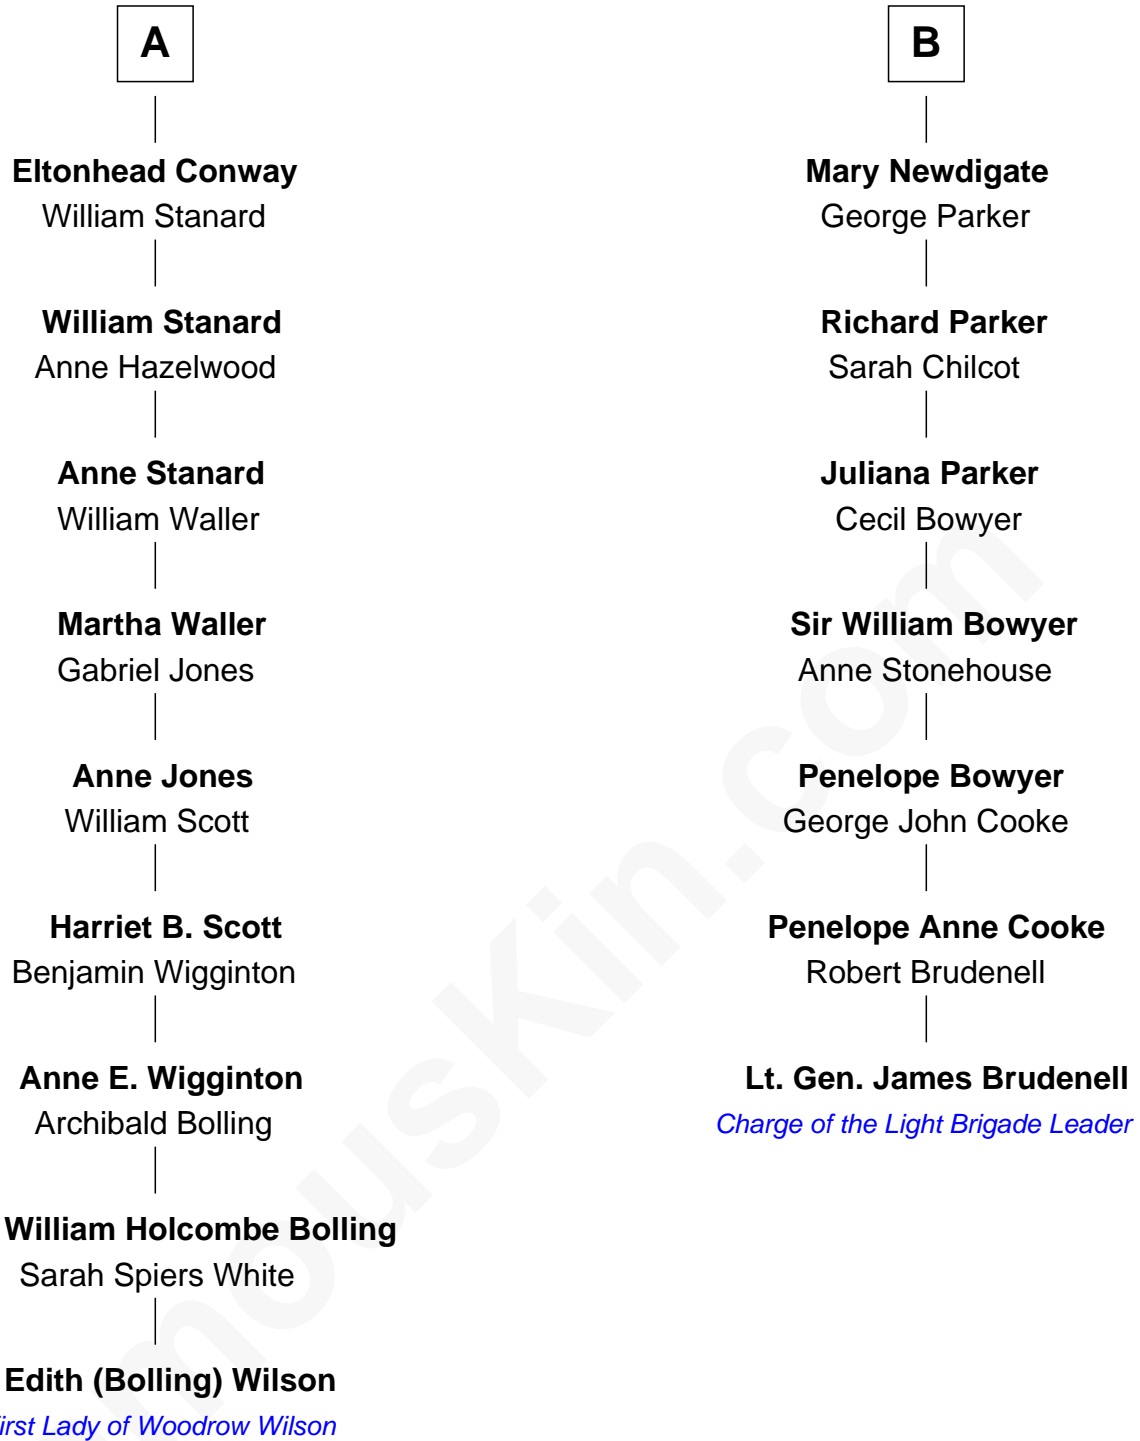 A
Eltonhead Conway
William Stanard
William Stanard
Anne Hazelwood
Anne Stanard
William Waller
Martha Waller
Gabriel Jones
Anne Jones
William Scott
Harriet B. Scott
Benjamin Wigginton
Anne E. Wigginton
Archibald Bolling
William Holcombe Bolling
Sarah Spiers White
Edith (Bolling) Wilson
irst Lady of Woodrow Wilson
B
Mary Newdigate
George Parker
Richard Parker
Sarah Chilcot
Juliana Parker
Cecil Bowyer
Sir William Bowyer
Anne Stonehouse
Penelope Bowyer
George John Cooke
Penelope Anne Cooke
Robert Brudenell
Lt. Gen. James Brudenell
Charge of the Light Brigade Leader
mouskin.com